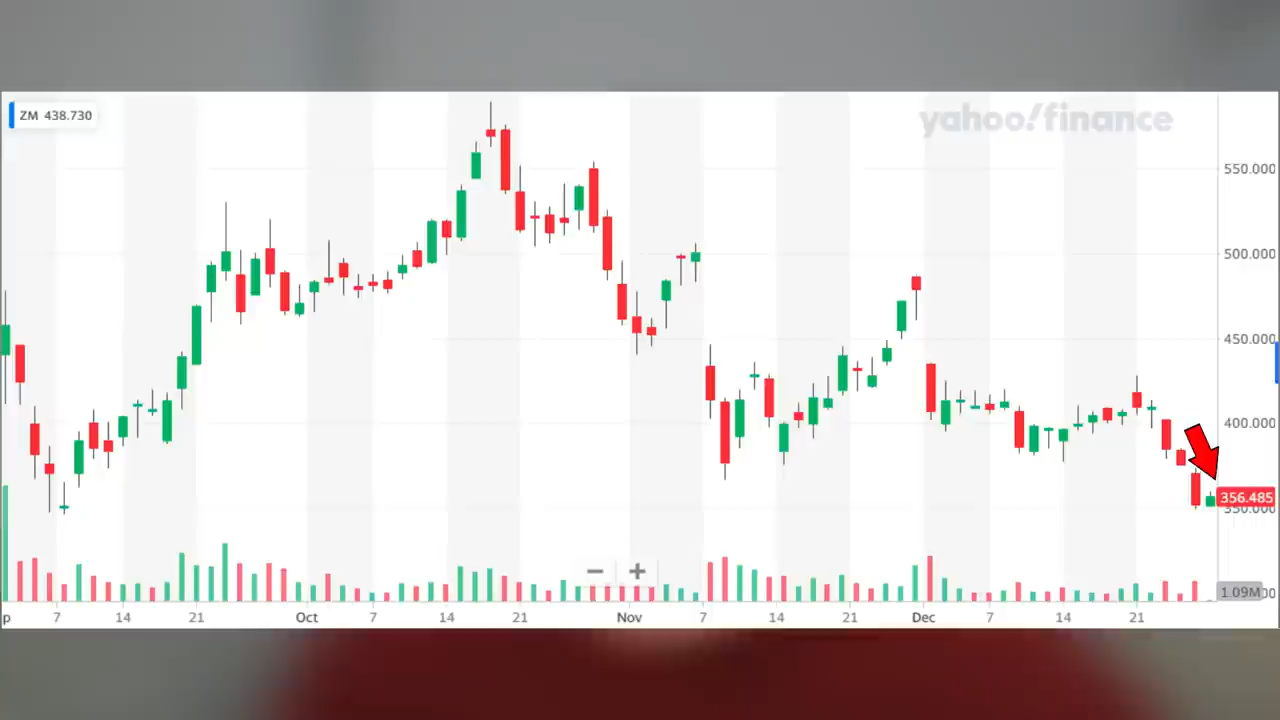 ZM 438.730
yahoo!finance
550.000
500.000
450.000
400.000
356.485
350.000
1.09M
p 7 14 21 Oct 7 14 21 Nov 7 14 21 Dec 7 14 21